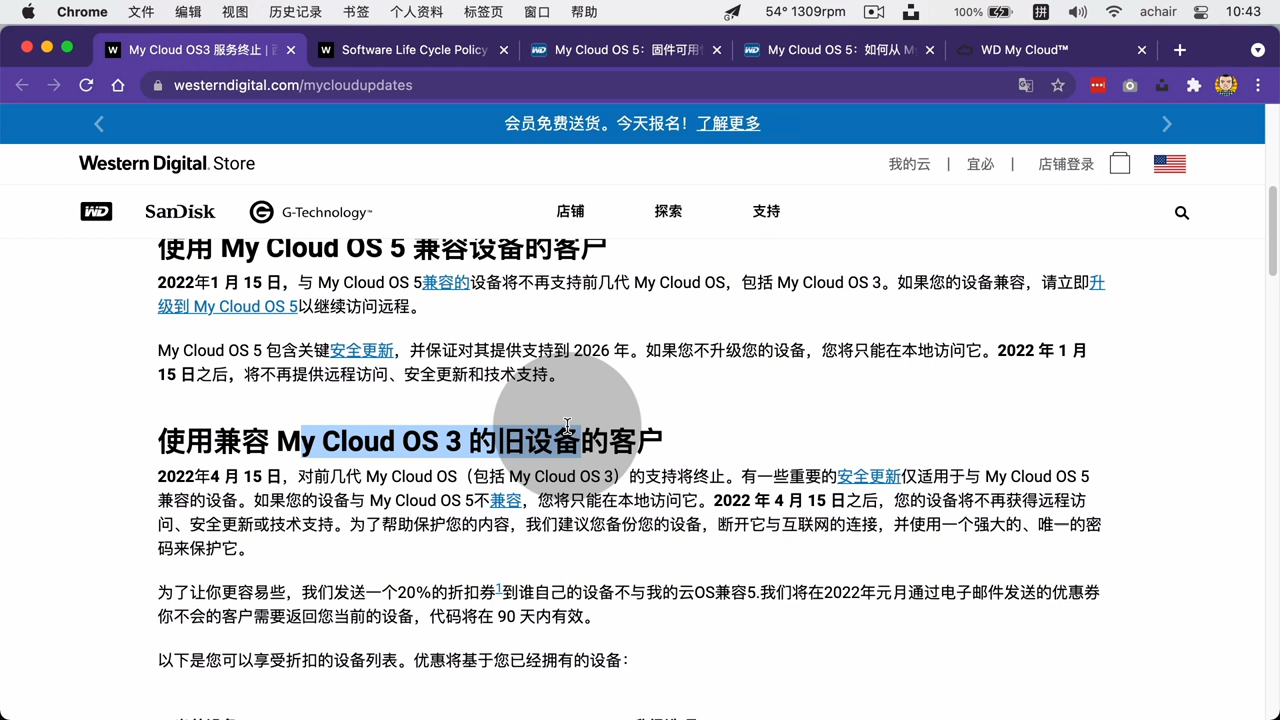 Chrome 文件 编辑 视图 历史记录 书签 个人资料 标签页 窗口 帮助 54° 1309rpm 100% 拼 achair 10:43
My Cloud OS3 服务终止 | Software Life Cycle Policy My Cloud OS 5：固件可用 My Cloud OS 5：如何从 M WD My Cloud™
westerndigital.com/mycloudupdates
会员免费送货。今天报名！了解更多
Western Digital. Store 我的云 | 宜必 | 店铺登录
WD SanDisk G-Technology™ 店铺 探索 支持
使用 My Cloud OS 5 兼容设备的客户
2022年1 月 15 日，与 My Cloud OS 5兼容的设备将不再支持前几代 My Cloud OS，包括 My Cloud OS 3。如果您的设备兼容，请立即升
级到 My Cloud OS 5以继续访问远程。
My Cloud OS 5 包含关键安全更新，并保证对其提供支持到 2026 年。如果您不升级您的设备，您将只能在本地访问它。2022 年 1 月
15 日之后，将不再提供远程访问、安全更新和技术支持。
使用兼容 My Cloud OS 3 的旧设备的客户
2022年4 月 15 日，对前几代 My Cloud OS（包括 My Cloud OS 3）的支持将终止。有一些重要的安全更新仅适用于与 My Cloud OS 5
兼容的设备。如果您的设备与 My Cloud OS 5不兼容，您将只能在本地访问它。2022 年 4 月 15 日之后，您的设备将不再获得远程访
问、安全更新或技术支持。为了帮助保护您的内容，我们建议您备份您的设备，断开它与互联网的连接，并使用一个强大的、唯一的密
码来保护它。
为了让你更容易些，我们发送一个20%的折扣券1到谁自己的设备不与我的云OS兼容5.我们将在2022年元月通过电子邮件发送的优惠券
你不会的客户需要返回您当前的设备，代码将在 90 天内有效。
以下是您可以享受折扣的设备列表。优惠将基于您已经拥有的设备：